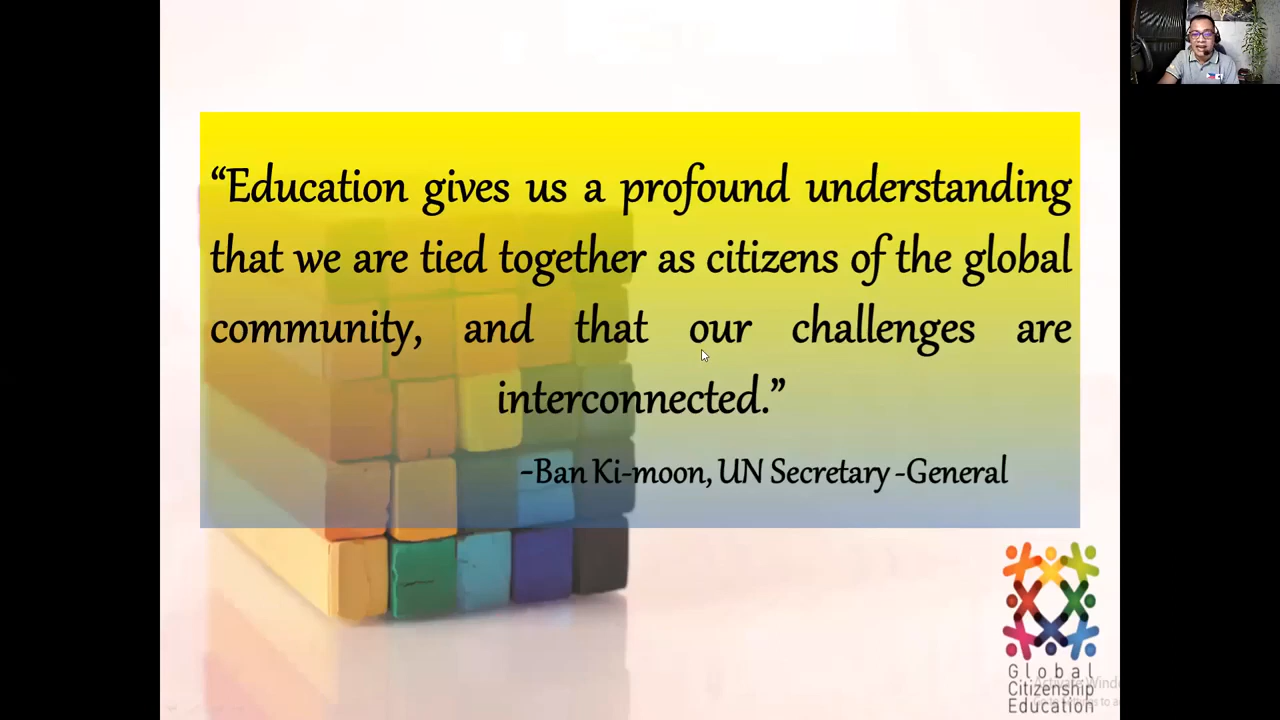 “Education gives us a profound understanding
that we are tied together as citizens of the global
community, and that our challenges are
interconnected.”
-Ban Ki-moon, UN Secretary -General
Global
Citizenship
Education